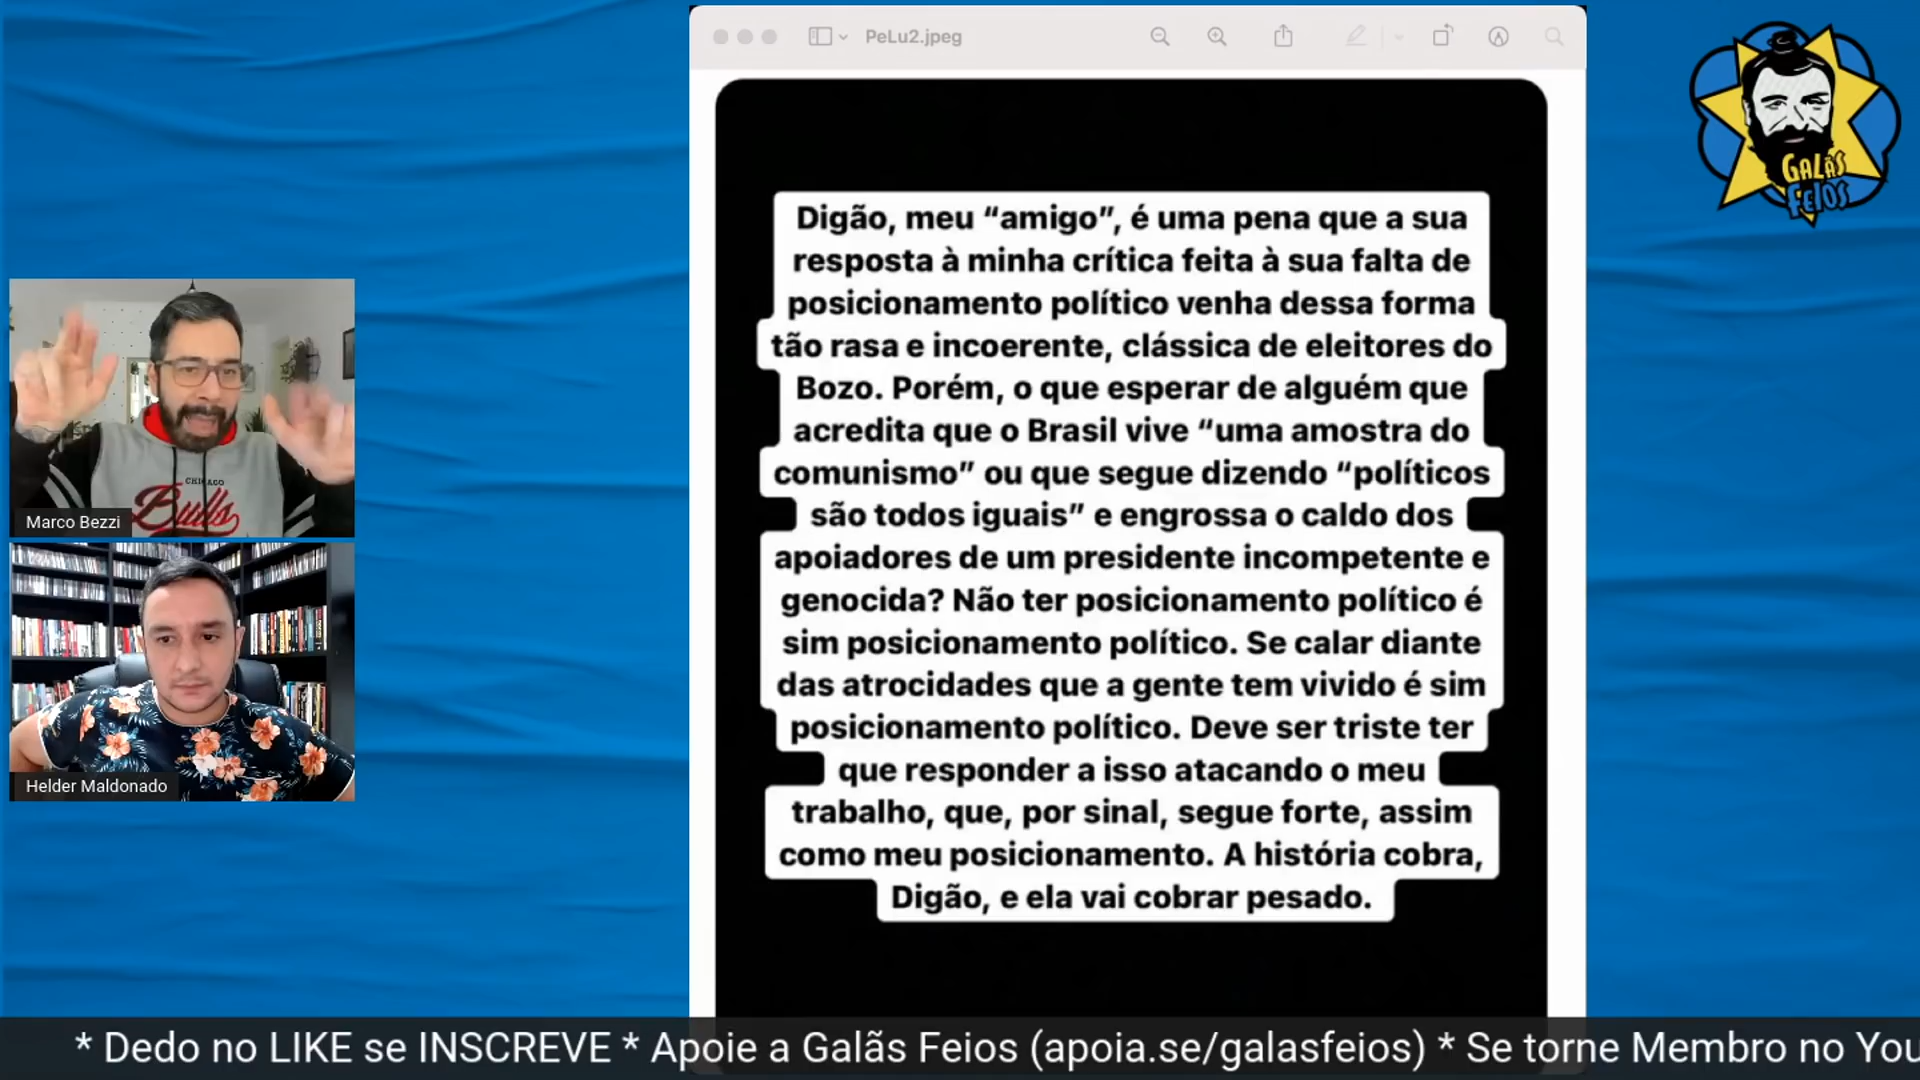 PeLu2.jpeg
GALÃS
FEIOS
Digão, meu “amigo”, é uma pena que a sua
resposta à minha crítica feita à sua falta de
posicionamento político venha dessa forma
tão rasa e incoerente, clássica de eleitores do
Bozo. Porém, o que esperar de alguém que
acredita que o Brasil vive “uma amostra do
comunismo” ou que segue dizendo “políticos
são todos iguais” e engrossa o caldo dos
apoiadores de um presidente incompetente e
genocida? Não ter posicionamento político é
sim posicionamento político. Se calar diante
das atrocidades que a gente tem vivido é sim
posicionamento político. Deve ser triste ter
que responder a isso atacando o meu
trabalho, que, por sinal, segue forte, assim
como meu posicionamento. A história cobra,
Digão, e ela vai cobrar pesado.
CHICAGO
Bulls
Marco Bezzi
Helder Maldonado
* Dedo no LIKE se INSCREVE * Apoie a Galãs Feios (apoia.se/galasfeios) * Se torne Membro no You